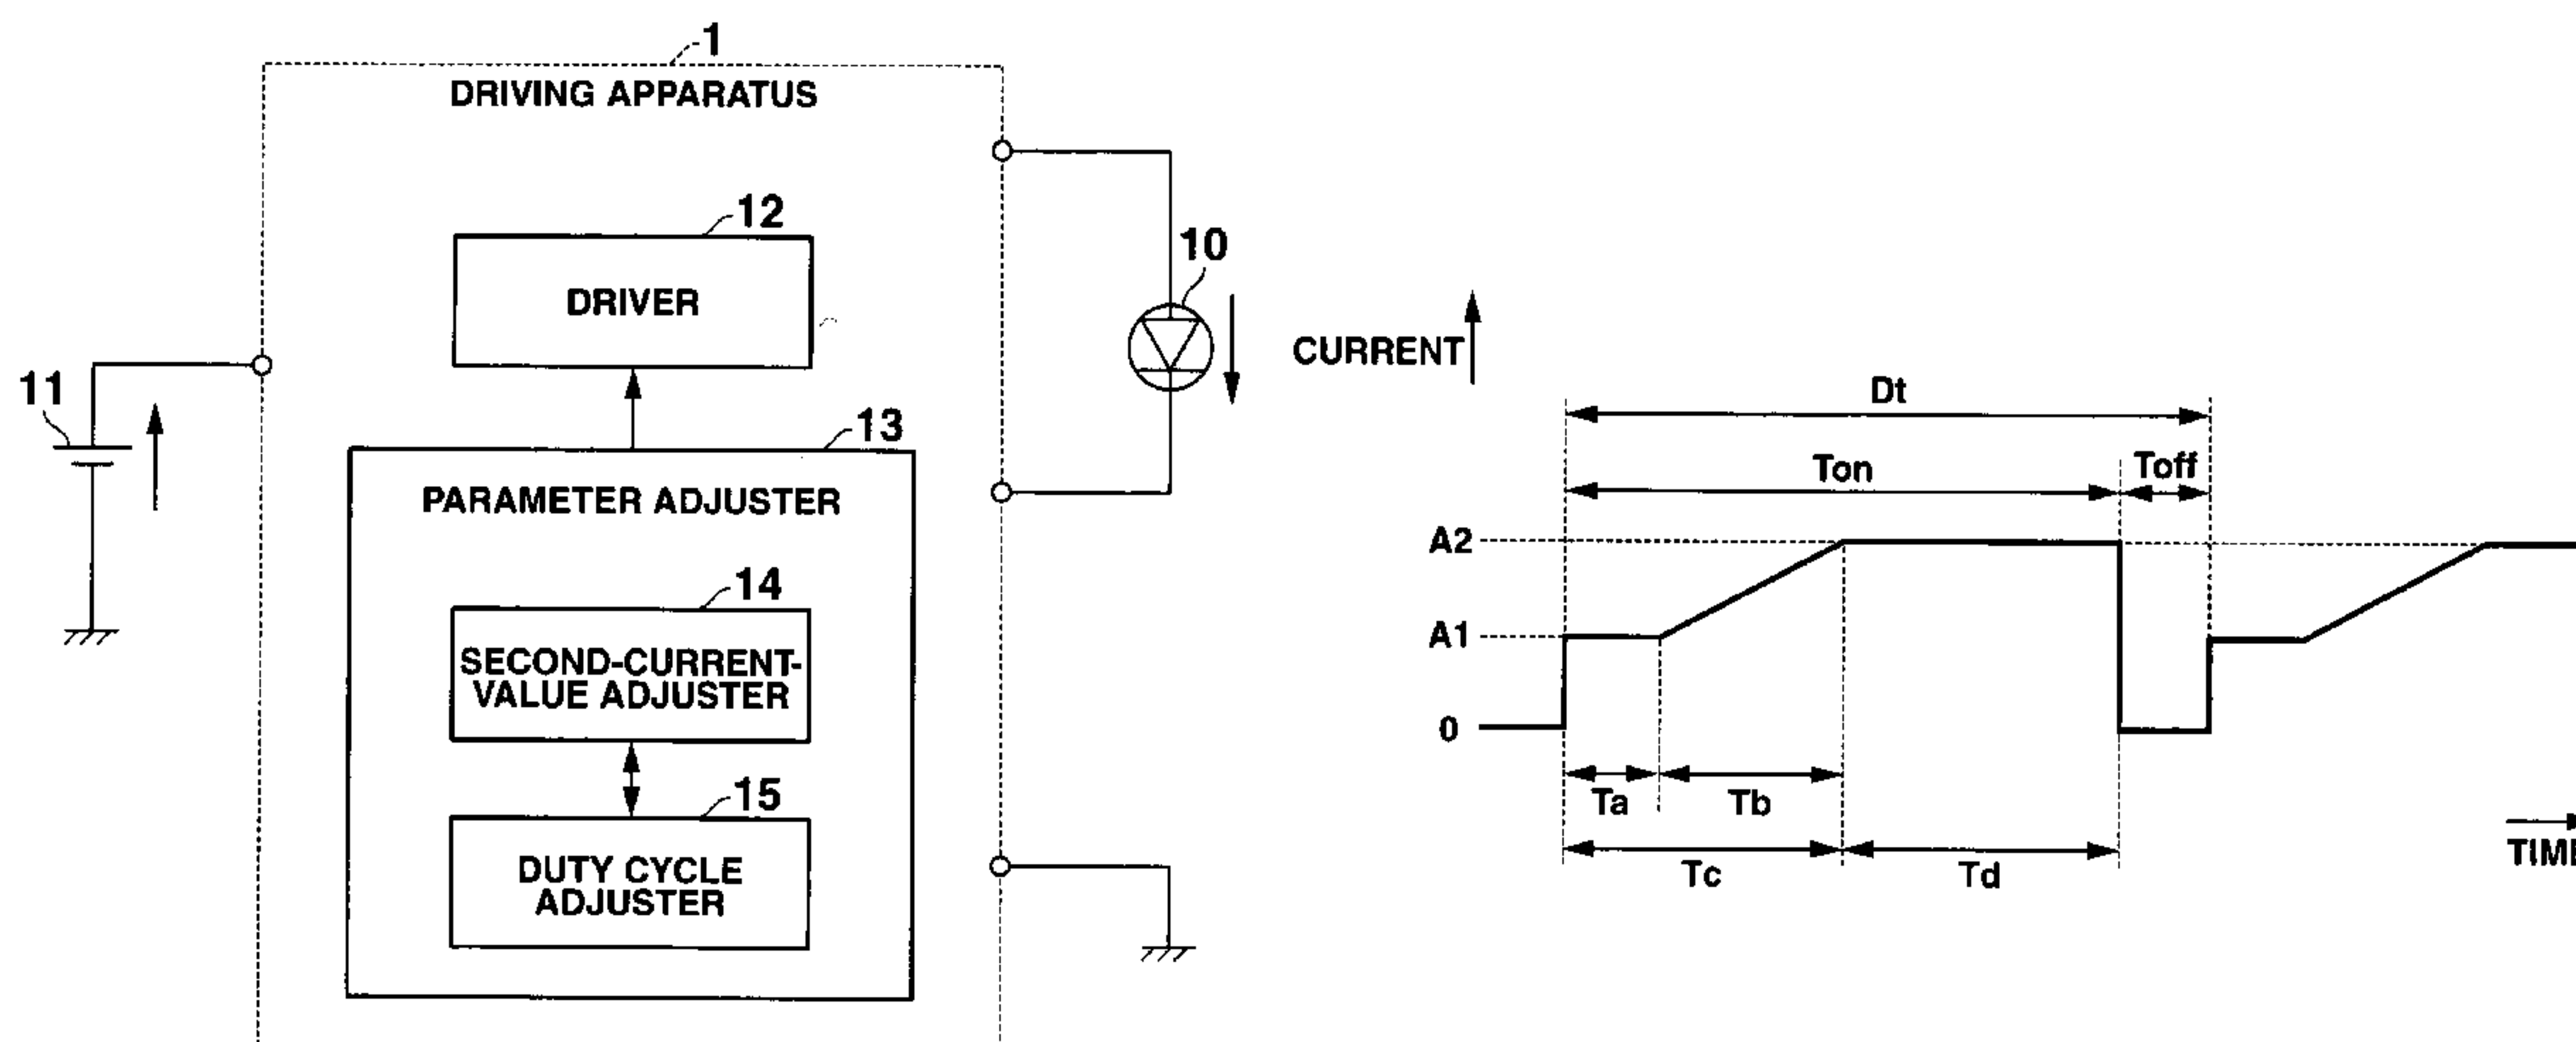 1
DRIVING APPARATUS
12
DRIVER
10
11
13
PARAMETER ADJUSTER
14
SECOND-CURRENT-
VALUE ADJUSTER
15
DUTY CYCLE
ADJUSTER
CURRENT
Dt
Ton
Toff
A2
A1
0
Ta
Tb
Tc
Td
TIM